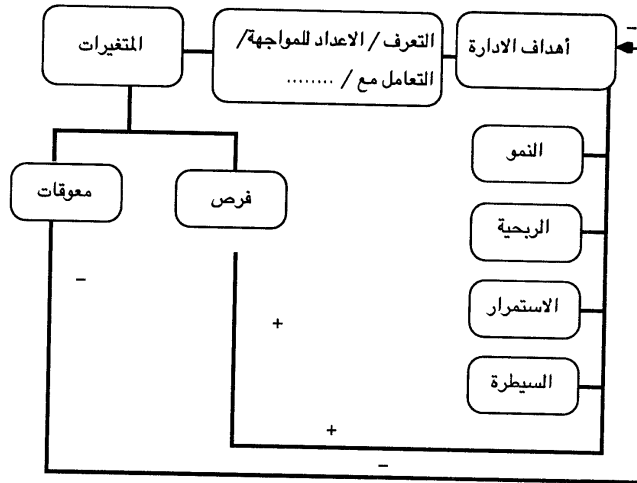 أهداف الادارة
التعرف / الاعداد للمواجهة/
التعامل مع / ........
المتغيرات
النمو
الربحية
الاستمرار
السيطرة
فرص
معوقات
−
−
+
+
−